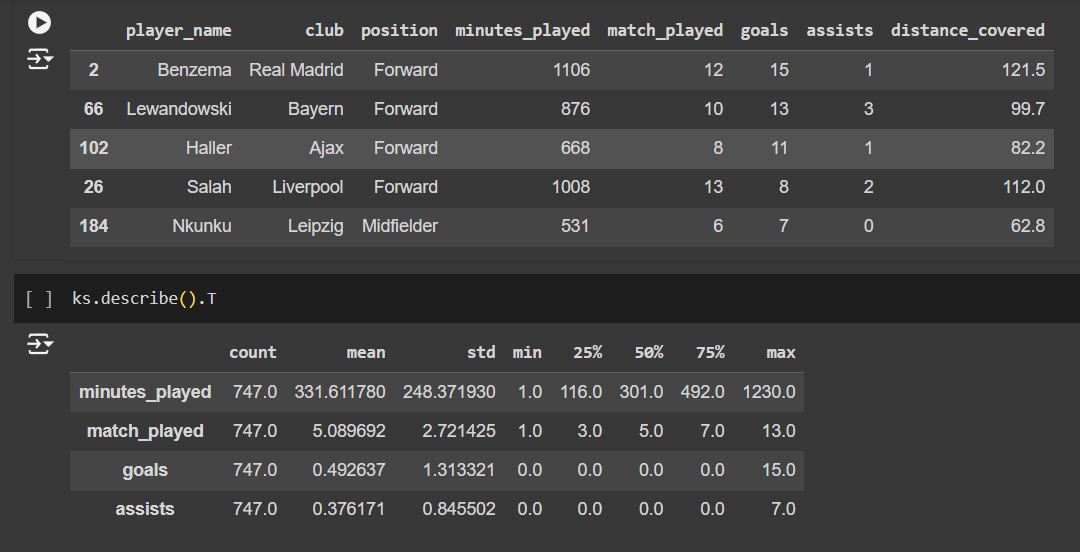 player_name club position minutes_played match_played goals assists distance_covered
2 Benzema Real Madrid Forward 1106 12 15 1 121.5
66 Lewandowski Bayern Forward 876 10 13 3 99.7
102 Haller Ajax Forward 668 8 11 1 82.2
26 Salah Liverpool Forward 1008 13 8 2 112.0
184 Nkunku Leipzig Midfielder 531 6 7 0 62.8
[ ] ks.describe().T
count mean std min 25% 50% 75% max
minutes_played 747.0 331.611780 248.371930 1.0 116.0 301.0 492.0 1230.0
match_played 747.0 5.089692 2.721425 1.0 3.0 5.0 7.0 13.0
goals 747.0 0.492637 1.313321 0.0 0.0 0.0 0.0 15.0
assists 747.0 0.376171 0.845502 0.0 0.0 0.0 0.0 7.0